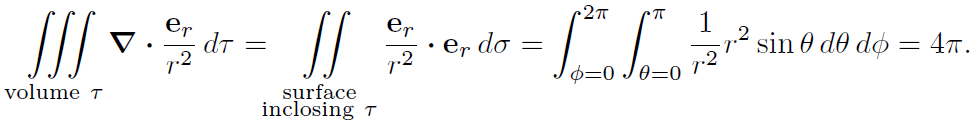 ∭_{volume τ} ∇ · e_r/r² dτ = ∬_{surface inclosing τ} e_r/r² · e_r dσ = ∫_{φ=0}^{2π} ∫_{θ=0}^{π} 1/r² r² sin θ dθ dφ = 4π.